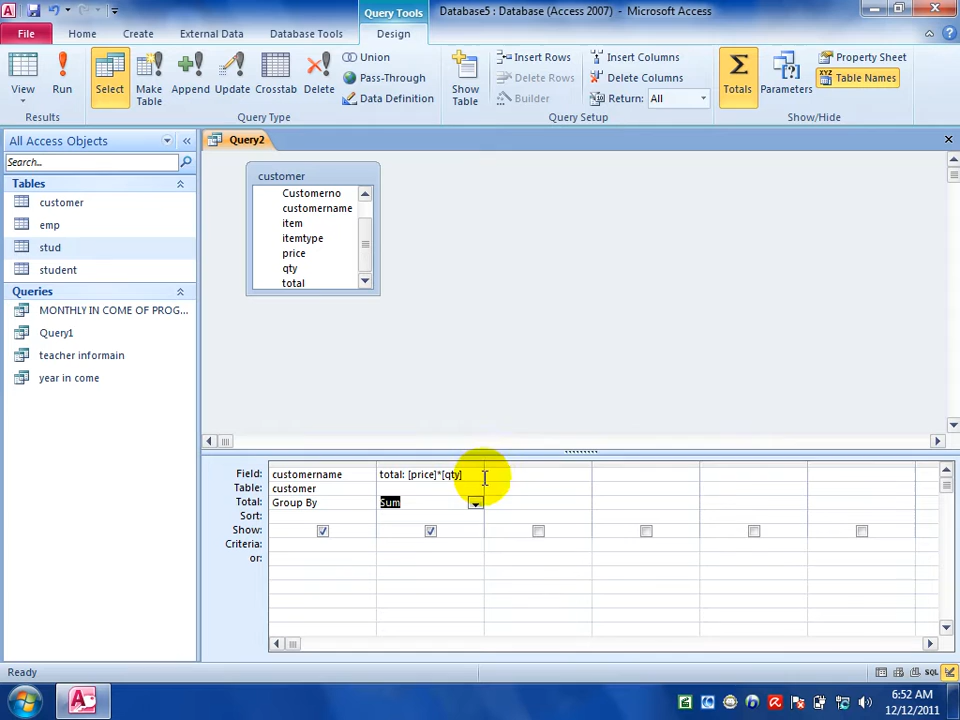 Query Tools
Database5 : Database (Access 2007) - Microsoft Access
File Home Create External Data Database Tools Design
View Run Select Make Table Append Update Crosstab Delete
Union
Pass-Through
Data Definition
Show Table
Insert Rows
Delete Rows
Builder
Insert Columns
Delete Columns
Return: All
Totals Parameters
Property Sheet
XYZ Table Names
Results Query Type Query Setup Show/Hide
All Access Objects
Search...
Tables
customer
emp
stud
student
Queries
MONTHLY IN COME OF PROG...
Query1
teacher informain
year in come
Query2
customer
Customerno
customername
item
itemtype
price
qty
total
Field: customername total: [price]*[qty]
Table: customer
Total: Group By Sum
Sort:
Show:
Criteria:
or:
Ready
SQL
6:52 AM
12/12/2011